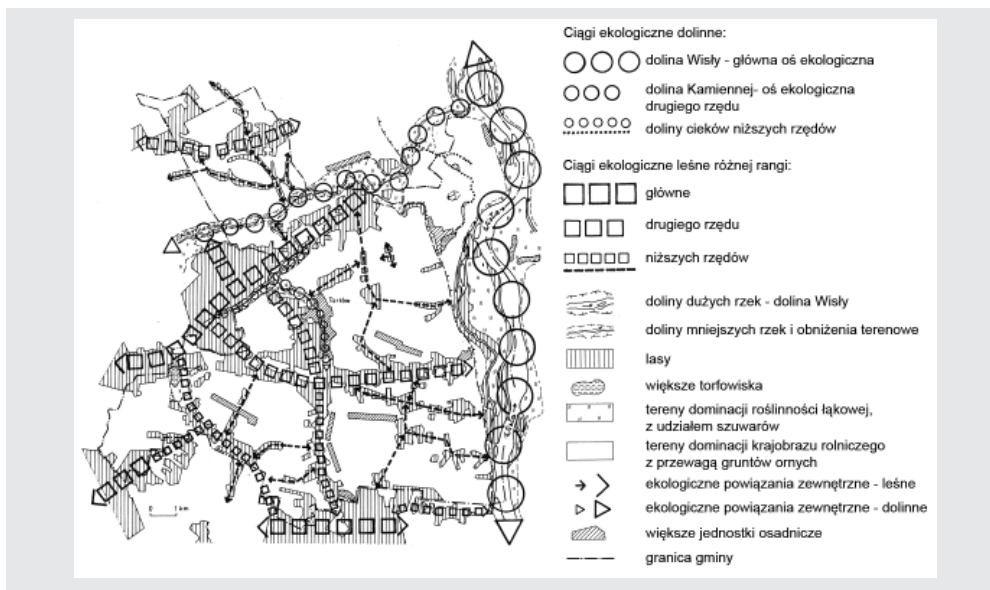 Ciągi ekologiczne dolinne:
dolina Wisły - główna oś ekologiczna
dolina Kamiennej- oś ekologiczna
drugiego rzędu
doliny cieków niższych rzędów
Ciągi ekologiczne leśne różnej rangi:
główne
drugiego rzędu
niższych rzędów
doliny dużych rzek - dolina Wisły
doliny mniejszych rzek i obniżenia terenowe
lasy
większe torfowiska
tereny dominacji roślinności łąkowej,
z udziałem szuwarów
tereny dominacji krajobrazu rolniczego
z przewagą gruntów ornych
ekologiczne powiązania zewnętrzne - leśne
ekologiczne powiązania zewnętrzne - dolinne
większe jednostki osadnicze
granica gminy
0 1 km